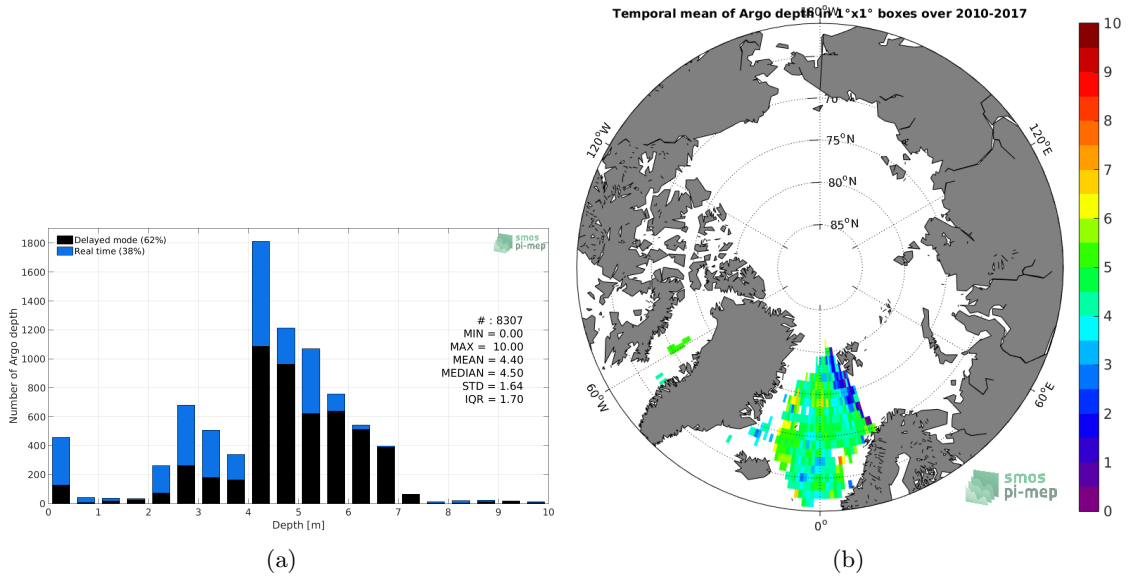 Delayed mode (62%)
Real time (38%)
smos
pi-mep
# : 8307
MIN = 0.00
MAX = 10.00
MEAN = 4.40
MEDIAN = 4.50
STD = 1.64
IQR = 1.70
Number of Argo depth
1800
1600
1400
1200
1000
800
600
400
200
0
0 1 2 3 4 5 6 7 8 9 10
Depth [m]
(a)
Temporal mean of Argo depth in 1°x1° boxes over 2010-2017
180°W
120°W
120°E
75°N
80°N
85°N
60°W
60°E
0°
smos
pi-mep
10
9
8
7
6
5
4
3
2
1
0
(b)